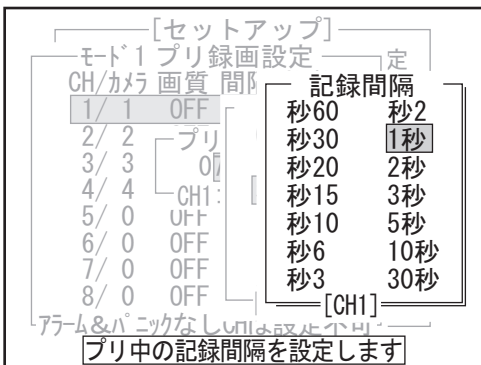 [セットアップ]
モード1 プリ録画設定 定
CH/カメラ 画質 間
記録間隔
1/ 1 OFF
秒60 秒2
2/ 2 プリ
秒30 1秒
3/ 3 0
秒20 2秒
4/ 4 CH1:
秒15 3秒
5/ 0 OFF
秒10 5秒
6/ 0 OFF
秒6 10秒
7/ 0 OFF
秒3 30秒
8/ 0 OFF
[CH1]
アラーム&パニックなしCHは設定不可
プリ中の記録間隔を設定します